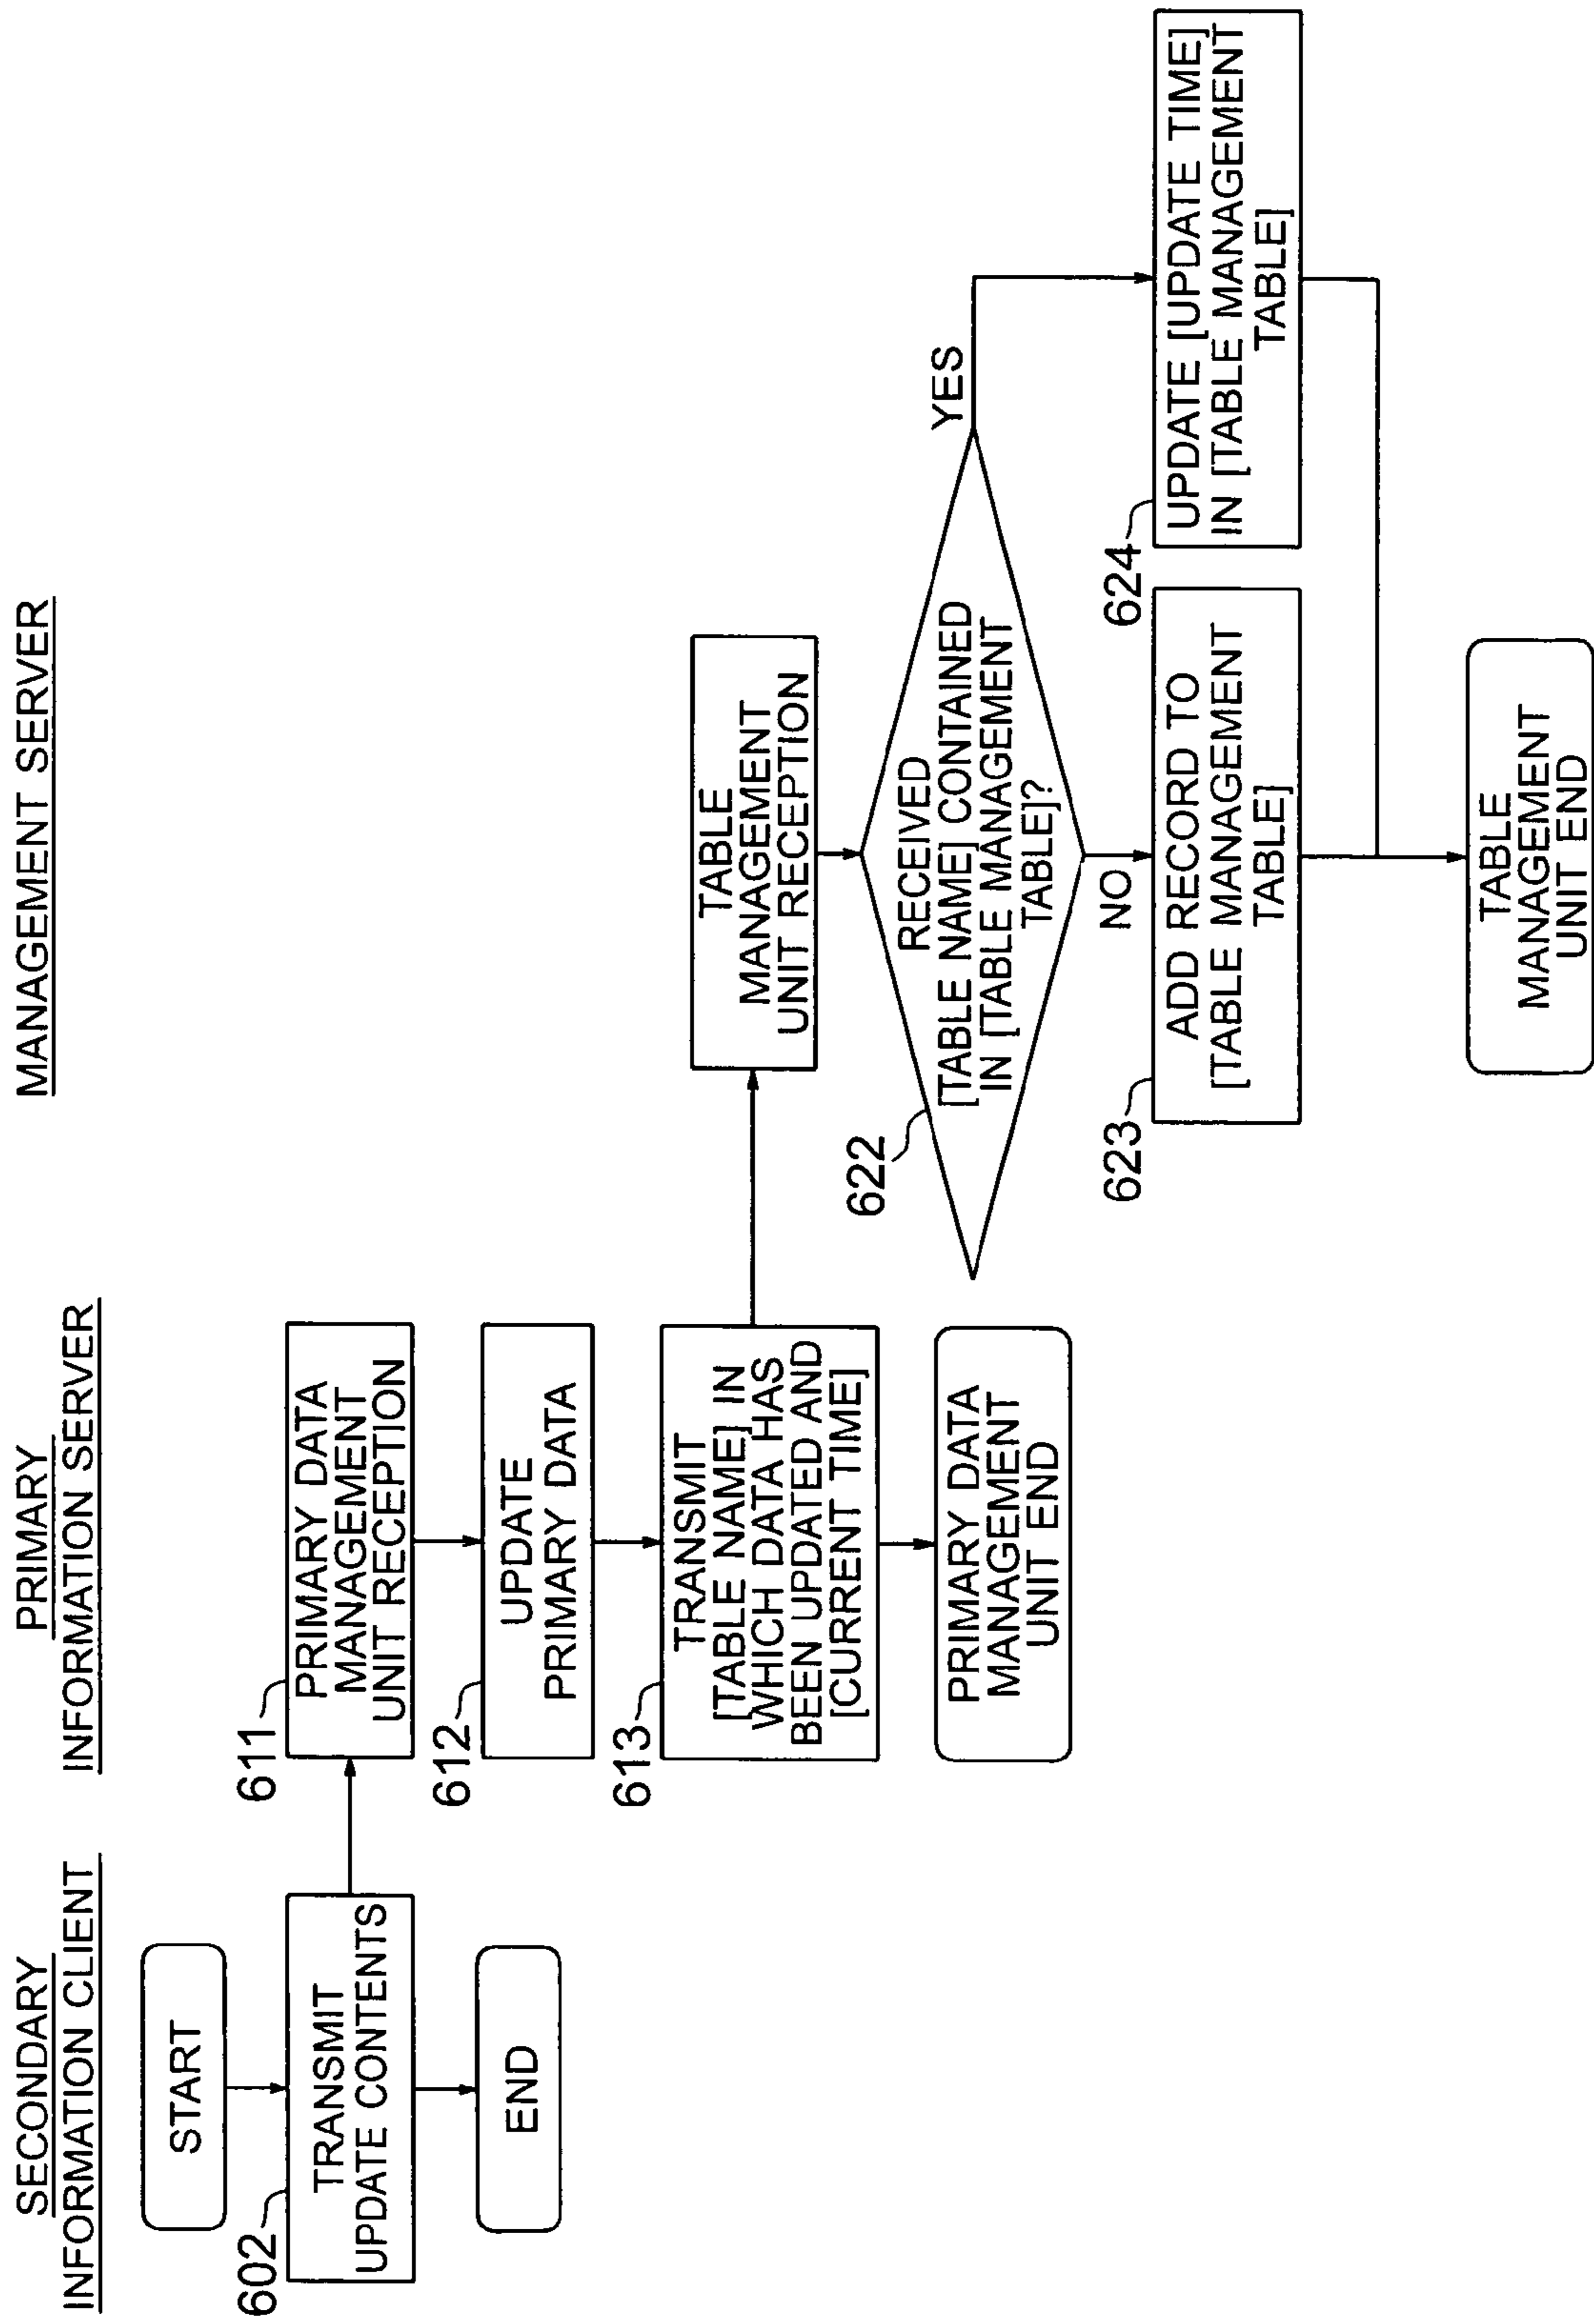 SECONDARY
INFORMATION CLIENT
START
602
TRANSMIT
UPDATE CONTENTS
END
PRIMARY
INFORMATION SERVER
611
PRIMARY DATA
MANAGEMENT
UNIT RECEPTION
612
UPDATE
PRIMARY DATA
613
TRANSMIT
[TABLE NAME] IN
WHICH DATA HAS
BEEN UPDATED AND
[CURRENT TIME]
PRIMARY DATA
MANAGEMENT
UNIT END
MANAGEMENT SERVER
TABLE
MANAGEMENT
UNIT RECEPTION
622
RECEIVED
[TABLE NAME] CONTAINED
IN [TABLE MANAGEMENT
TABLE]?
YES
NO
623
ADD RECORD TO
[TABLE MANAGEMENT
TABLE]
624
UPDATE [UPDATE TIME]
IN [TABLE MANAGEMENT
TABLE]
TABLE
MANAGEMENT
UNIT END